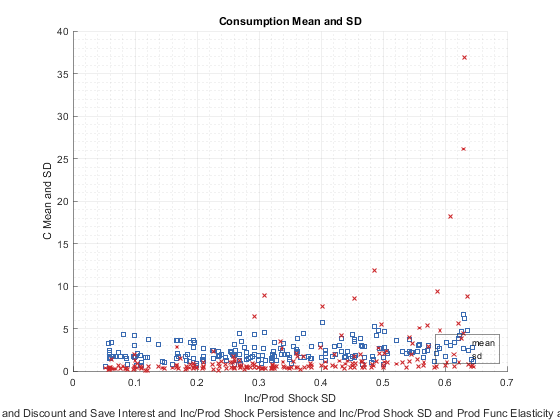 Consumption Mean and SD
40
35
30
25
20
15
10
5
0
C Mean and SD
mean
sd
0 0.1 0.2 0.3 0.4 0.5 0.6 0.7
Inc/Prod Shock SD
and Discount and Save Interest and Inc/Prod Shock Persistence and Inc/Prod Shock SD and Prod Func Elasticity